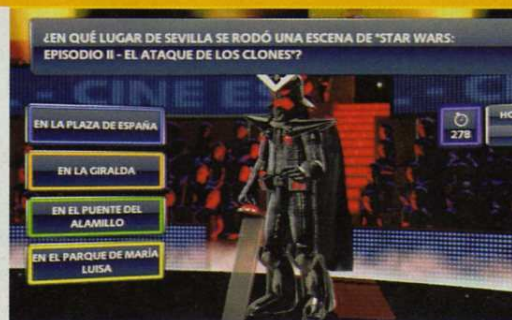 ¿EN QUÉ LUGAR DE SEVILLA SE RODÓ UNA ESCENA DE "STAR WARS:
EPISODIO II - EL ATAQUE DE LOS CLONES"?
- CINE E
EN LA PLAZA DE ESPAÑA
EN LA GIRALDA
EN EL PUENTE DEL
ALAMILLO
EN EL PARQUE DE MARÍA
LUISA
278
HO